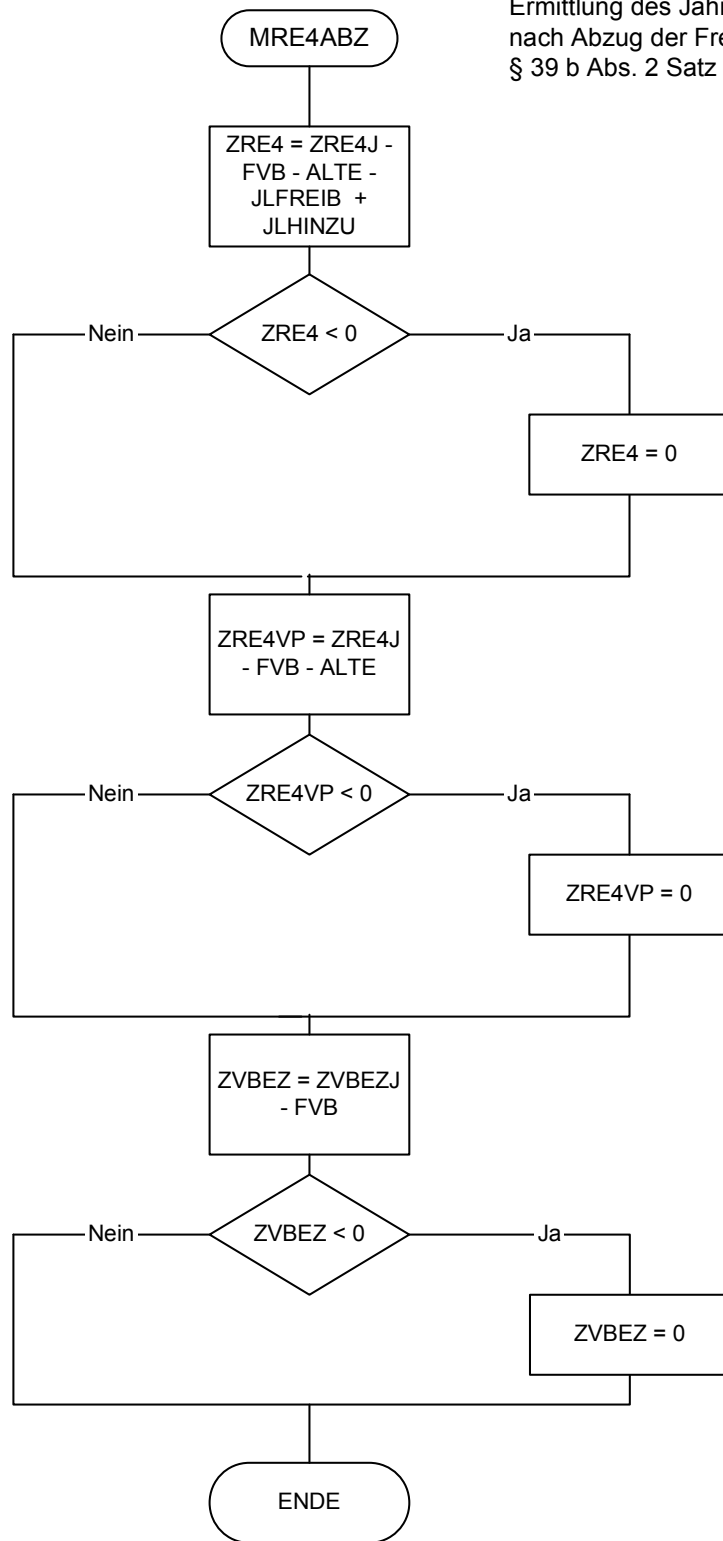 Ermittlung des
nach Abzug der
§ 39 b Abs. 2 Satz
MRE4ABZ
ZRE4 = ZRE4J -
FVB - ALTE -
JLFREIB +
JLHINZU
Nein
ZRE4 < 0
Ja
ZRE4 = 0
ZRE4VP = ZRE4J
- FVB - ALTE
Nein
ZRE4VP < 0
Ja
ZRE4VP = 0
ZVBEZ = ZVBEZJ
- FVB
Nein
ZVBEZ < 0
Ja
ZVBEZ = 0
ENDE